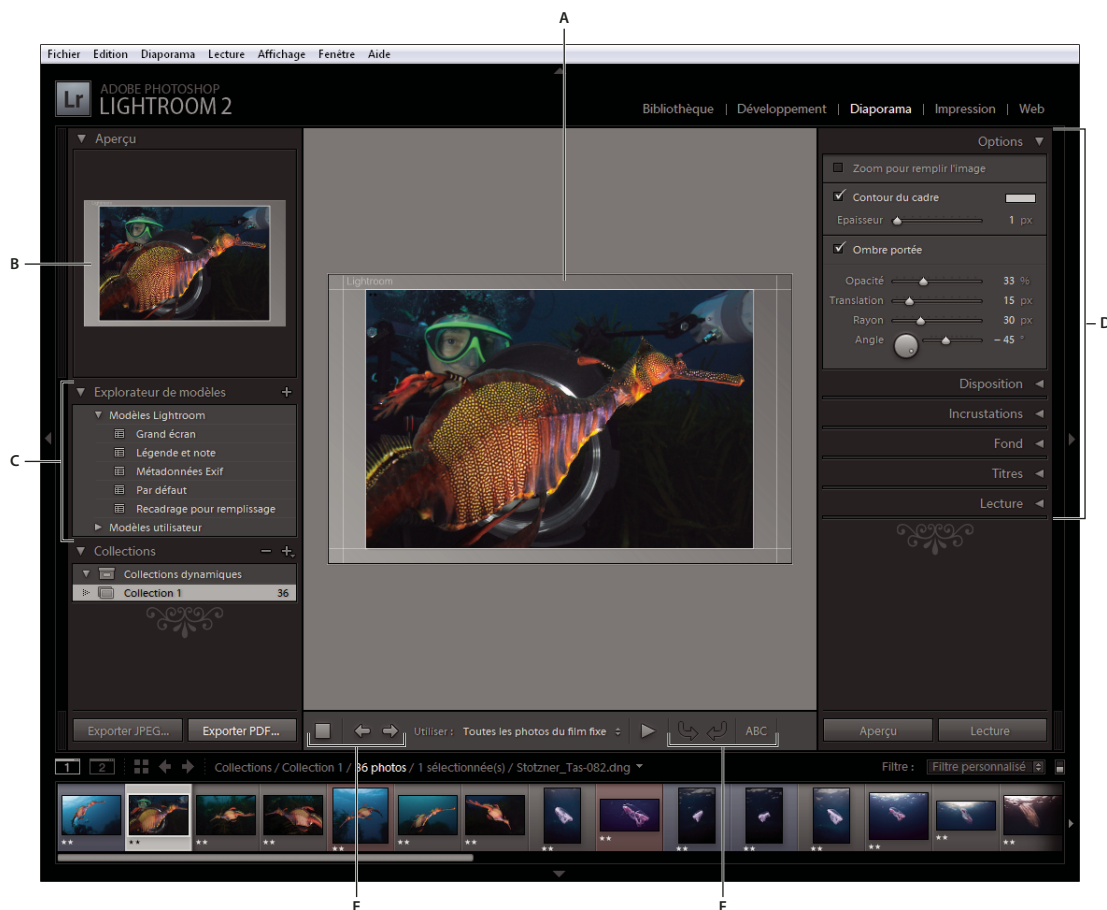 A
Fichier Edition Diaporama Lecture Affichage Fenêtre Aide
Lr
ADOBE PHOTOSHOP
LIGHTROOM 2
Bibliothèque | Développement | Diaporama | Impression | Web
Aperçu
Options
Zoom pour remplir l'image
Contour du cadre
Epaisseur 1 px
Ombre portée
Opacité 33 %
Translation 15 px
Rayon 30 px
Angle – 45 °
B
Lightroom
D
Explorateur de modèles +
Modèles Lightroom
Grand écran
Légende et note
Métadonnées Exif
Par défaut
Recadrage pour remplissage
Modèles utilisateur
C
Disposition
Incrustations
Fond
Titres
Lecture
Collections – +
Collections dynamiques
Collection 1 36
Exporter JPEG... Exporter PDF...
Utiliser : Toutes les photos du film fixe
ABC
Aperçu Lecture
1 2 Collections / Collection 1 / 36 photos / 1 sélectionnée(s) / Stotzner_Tas-082.dng
Filtre : Filtre personnalisé
E F